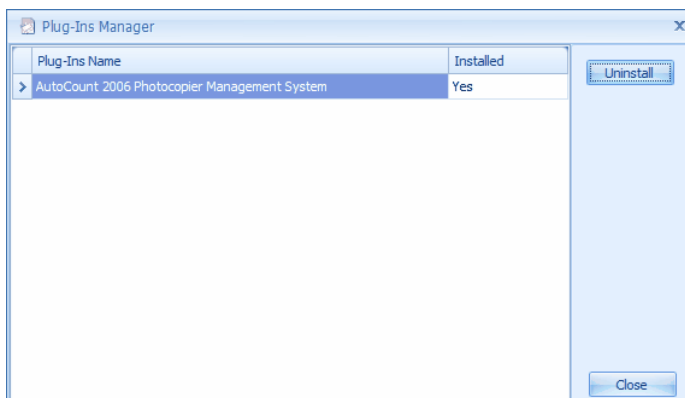 Plug-Ins Manager x
Plug-Ins Name Installed
Uninstall
AutoCount 2006 Photocopier Management System Yes
Close